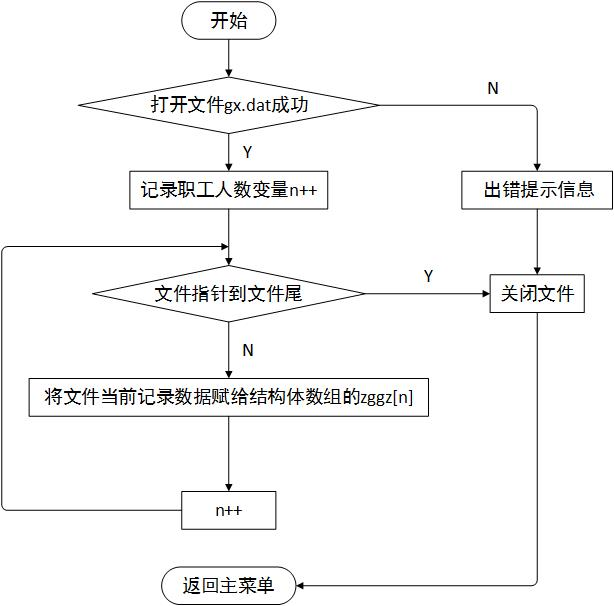 开始
打开文件gx.dat成功
N
Y
记录职工人数变量n++
出错提示信息
文件指针到文件尾
Y
关闭文件
N
将文件当前记录数据赋给结构体数组的zggz[n]
n++
返回主菜单